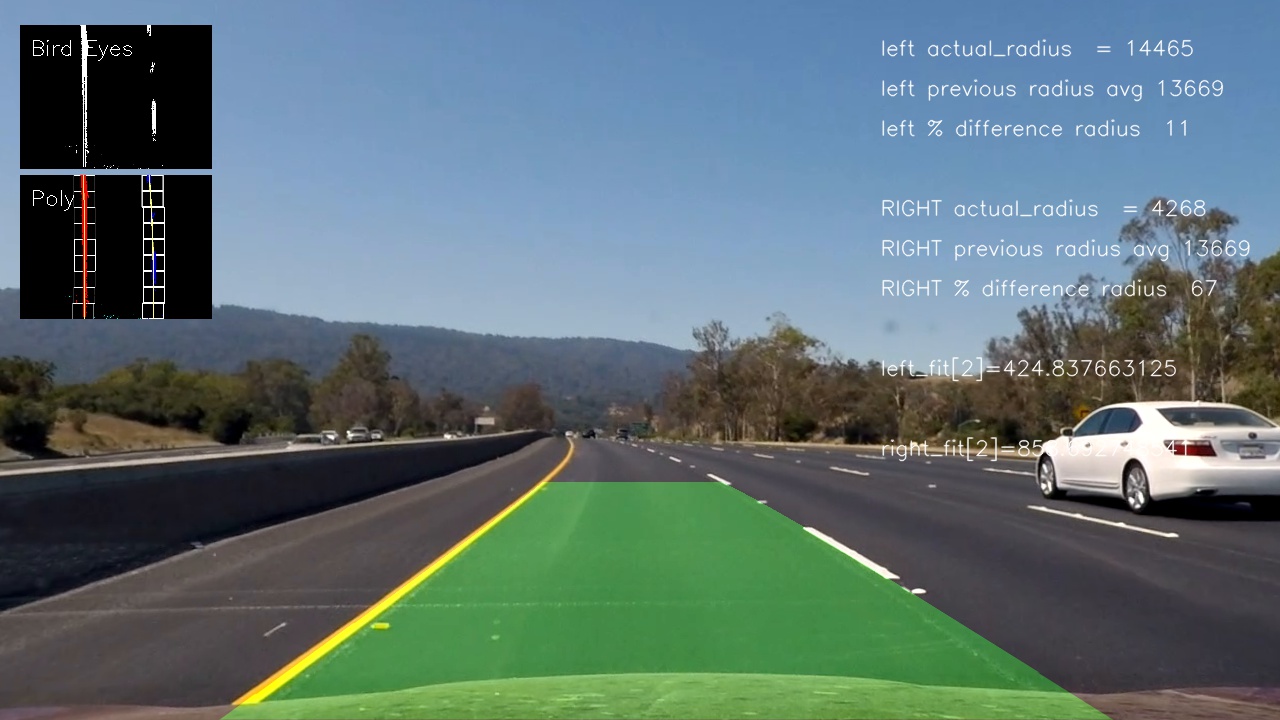 Bird Eyes
Poly
left actual_radius = 14465
left previous radius avg 13669
left % difference radius 11
RIGHT actual_radius = 4268
RIGHT previous radius avg 13669
RIGHT % difference radius 67
left_fit[2]=424.837663125